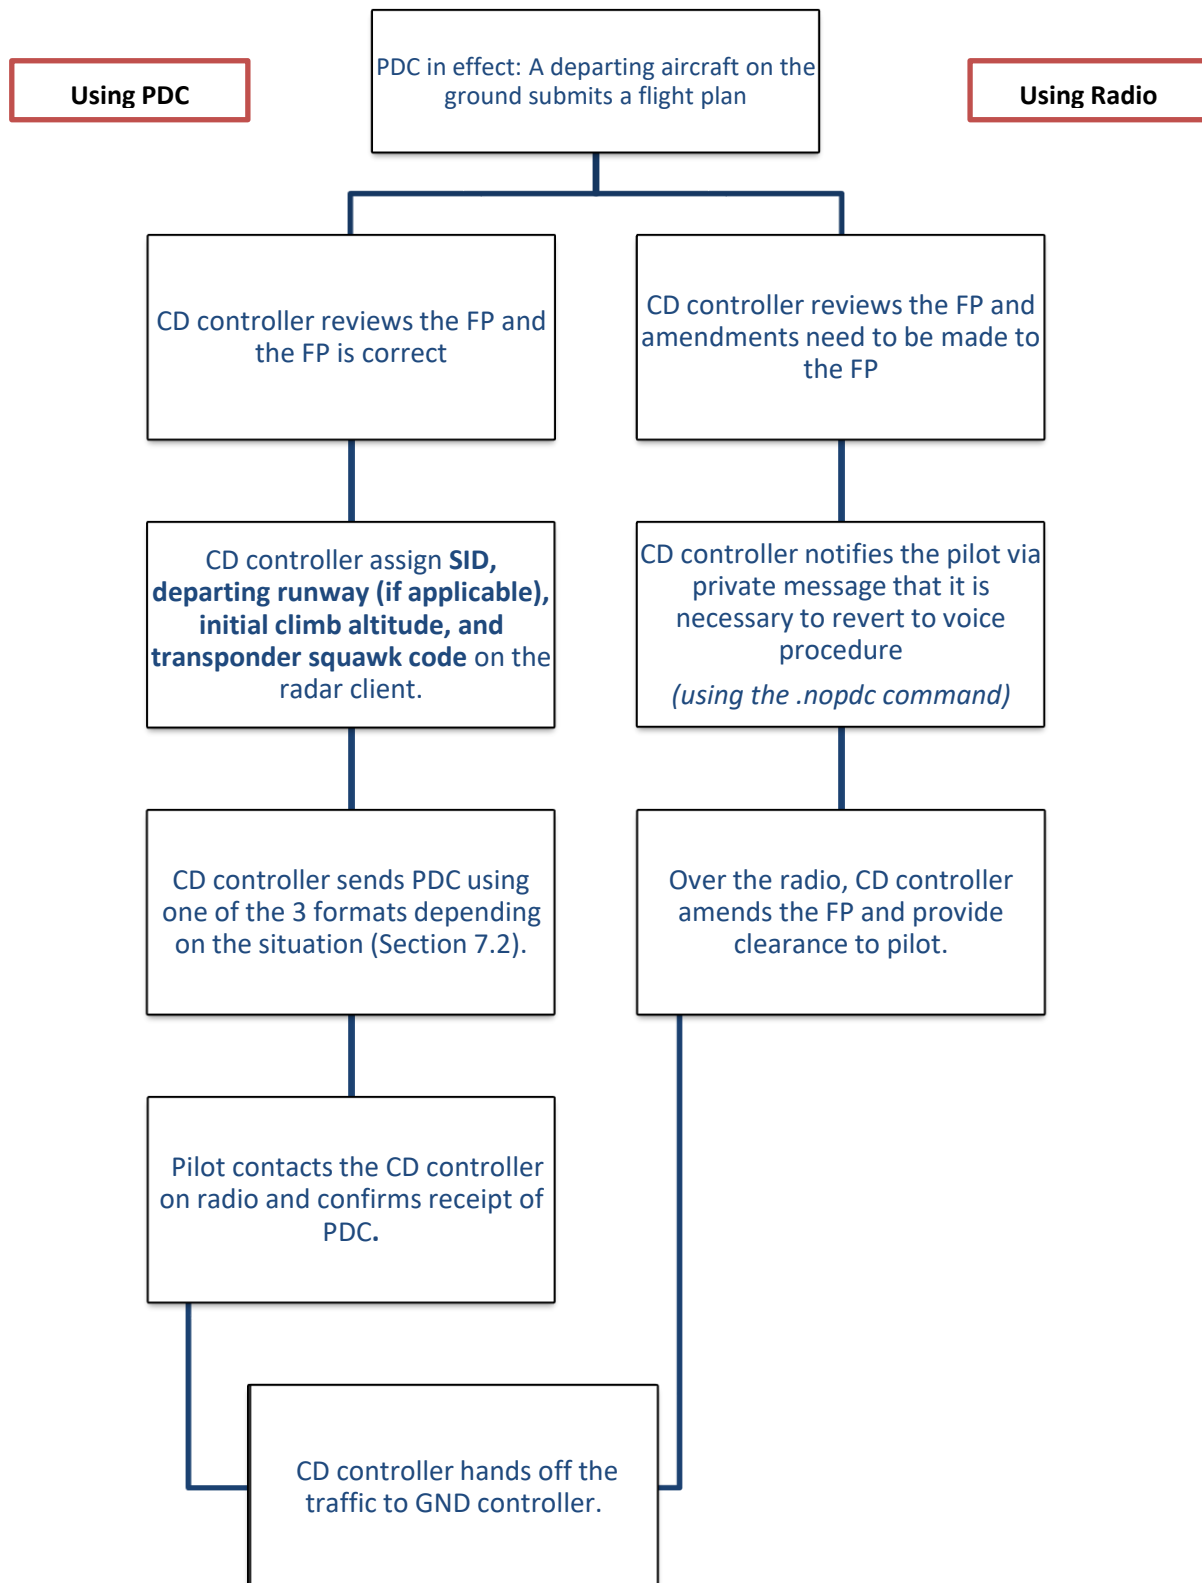 PDC in effect: A departing aircraft on the
ground submits a flight plan
Using PDC
Using Radio
CD controller reviews the FP and
the FP is correct
CD controller reviews the FP and
amendments need to be made to
the FP
CD controller assign SID,
departing runway (if applicable),
initial climb altitude, and
transponder squawk code on the
radar client.
CD controller notifies the pilot via
private message that it is
necessary to revert to voice
procedure
(using the .nopdc command)
CD controller sends PDC using
one of the 3 formats depending
on the situation (Section 7.2).
Over the radio, CD controller
amends the FP and provide
clearance to pilot.
Pilot contacts the CD controller
on radio and confirms receipt of
PDC.
CD controller hands off the
traffic to GND controller.